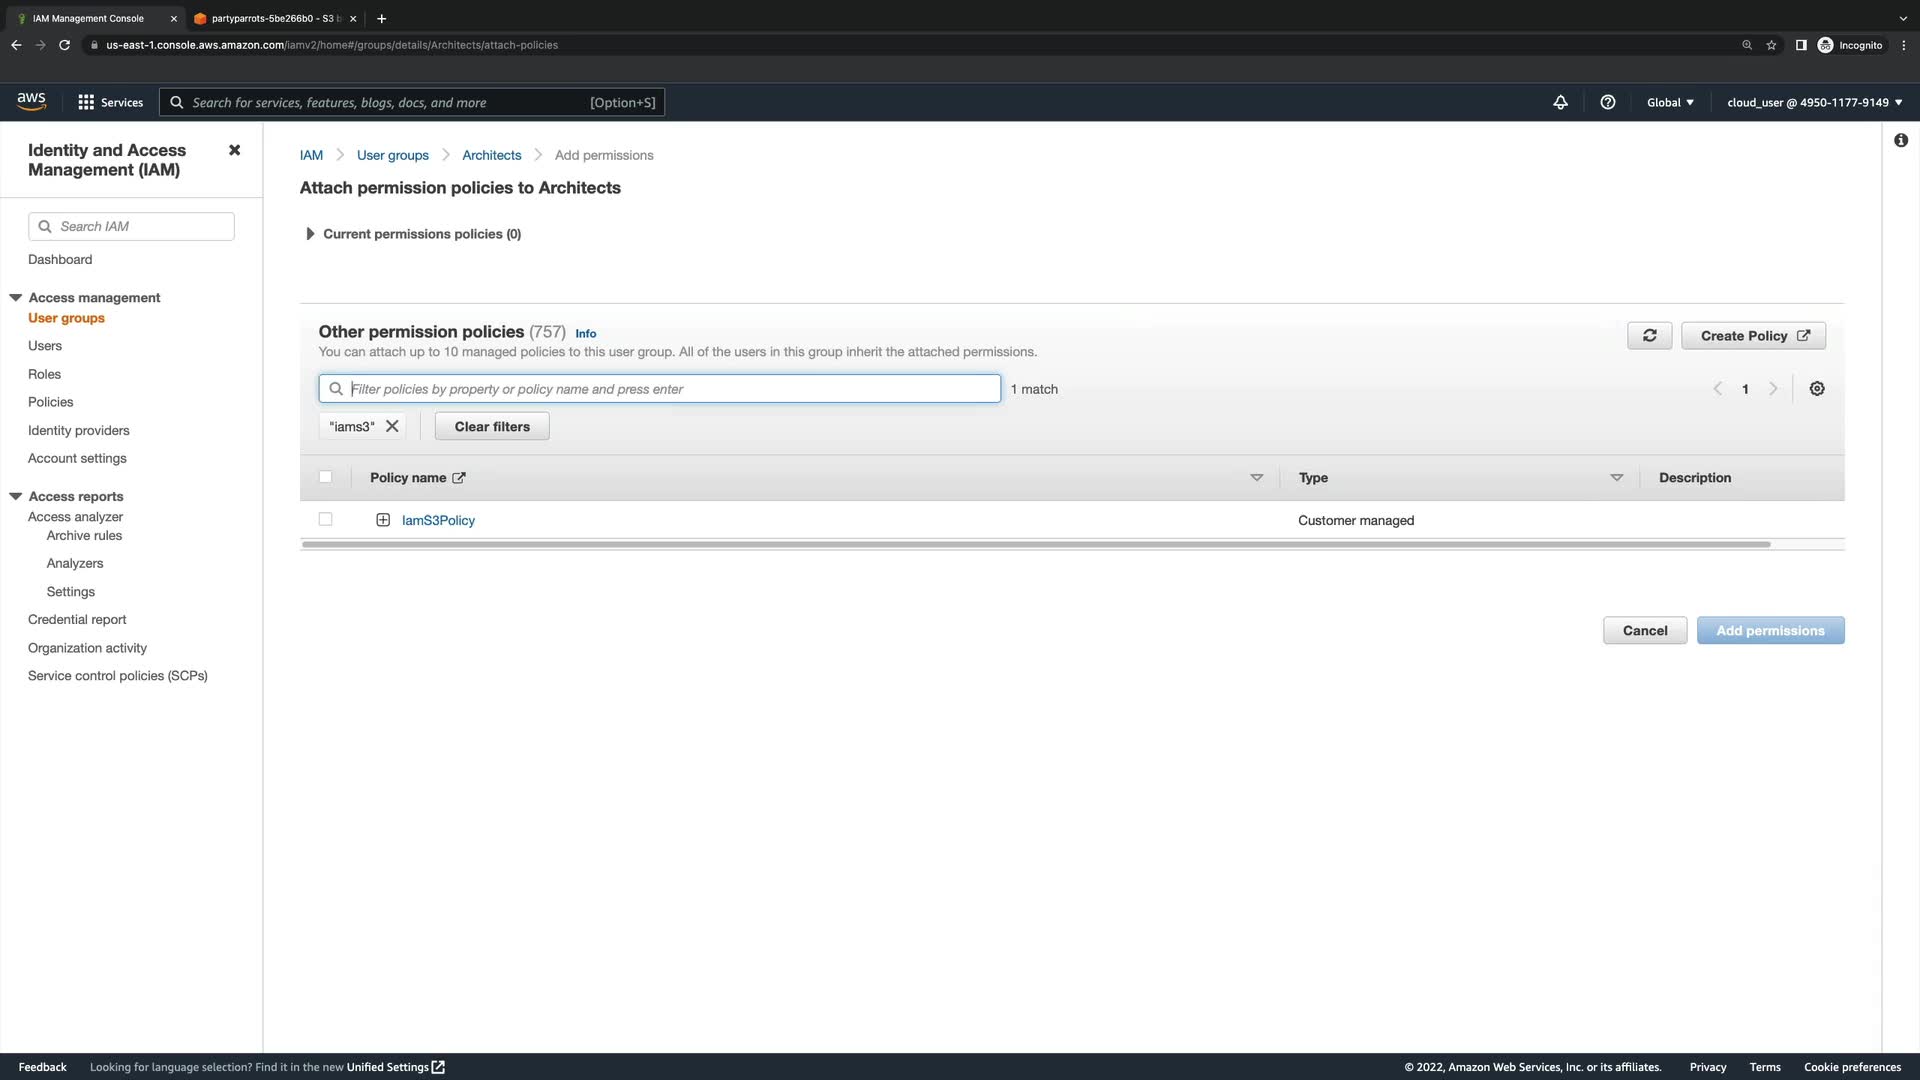 IAM Management Console
partyparrots-5be266b0 - S3 b
us-east-1.console.aws.amazon.com/iamv2/home#/groups/details/Architects/attach-policies
Incognito
aws
Services
Search for services, features, blogs, docs, and more
[Option+S]
Global
cloud_user @ 4950-1177-9149
Identity and Access
Management (IAM)
Search IAM
Dashboard
Access management
User groups
Users
Roles
Policies
Identity providers
Account settings
Access reports
Access analyzer
Archive rules
Analyzers
Settings
Credential report
Organization activity
Service control policies (SCPs)
IAM
User groups
Architects
Add permissions
Attach permission policies to Architects
Current permissions policies (0)
Other permission policies (757) Info
You can attach up to 10 managed policies to this user group. All of the users in this group inherit the attached permissions.
Create Policy
Filter policies by property or policy name and press enter
1 match
1
"iams3"
Clear filters
Policy name
Type
Description
IamS3Policy
Customer managed
Cancel
Add permissions
Feedback
Looking for language selection? Find it in the new Unified Settings
© 2022, Amazon Web Services, Inc. or its affiliates.
Privacy
Terms
Cookie preferences